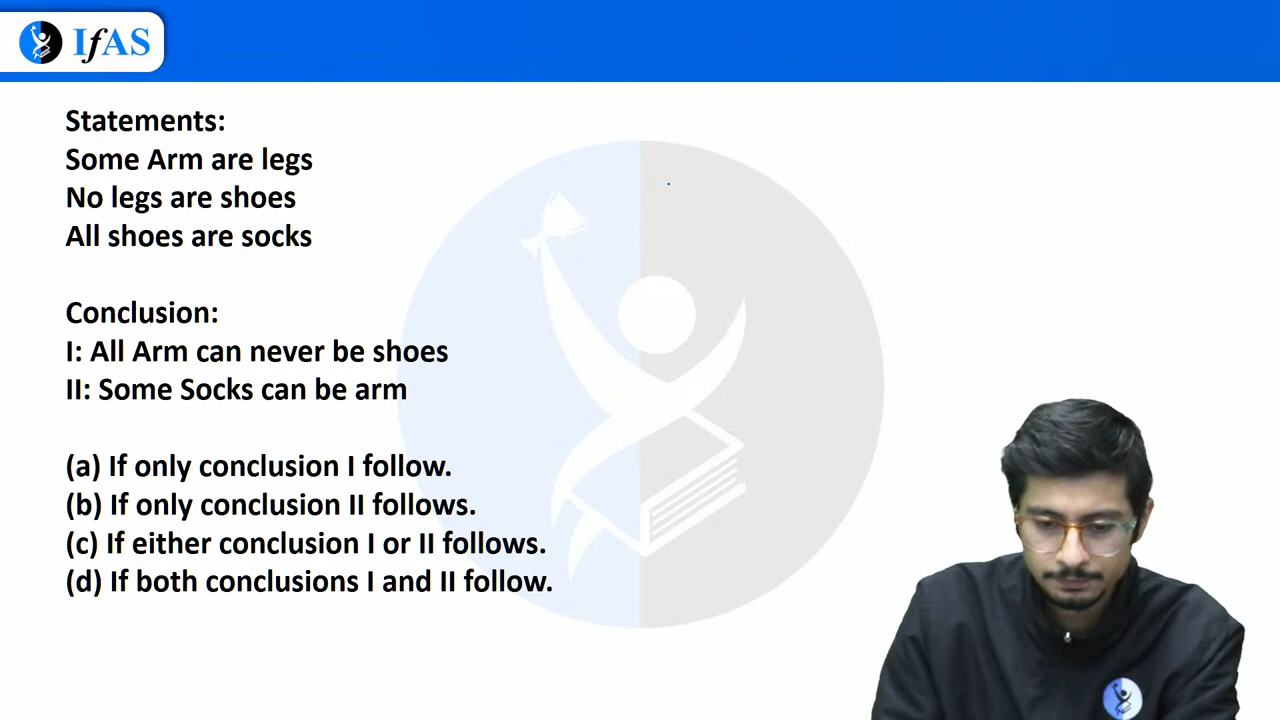 IfAS
Statements:
Some Arm are legs
No legs are shoes
All shoes are socks
Conclusion:
I: All Arm can never be shoes
II: Some Socks can be arm
(a) If only conclusion I follow.
(b) If only conclusion II follows.
(c) If either conclusion I or II follows.
(d) If both conclusions I and II follow.